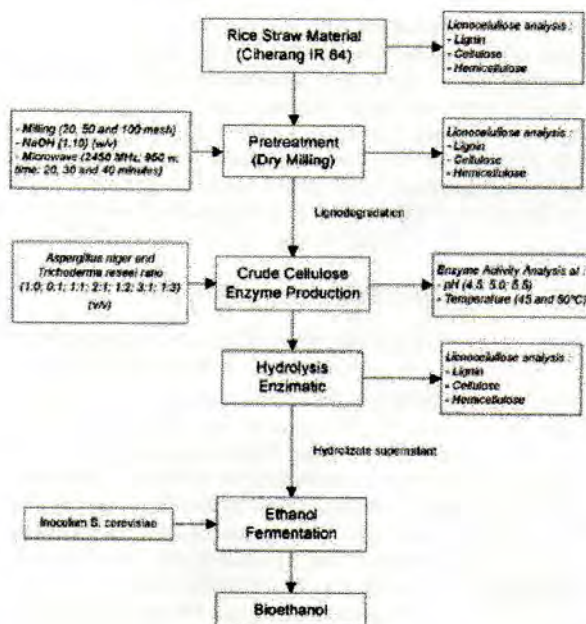 Rice Straw Material
(Ciherang IR 64)
Lignocellulose analysis :
- Lignin
- Cellulose
- Hemicellulose
- Milling (20, 50 and 100 mesh)
- NaOH (1:10) (w/v)
- Microwave (2450 MHz; 950 w;
time: 20, 30 and 40 minutes)
Pretreatment
(Dry Milling)
Lionocellulose analysis :
- Lignin
- Cellulose
- Hemicellulose
Lignodegradation
Aspergillus niger and
Trichoderma reesei ratio
(1:0; 0:1; 1:1; 2:1; 1:2; 3:1; 1:3)
(v/v)
Crude Cellulose
Enzyme Production
Enzyme Activity Analysis at :
- pH (4.5; 5.0; 5.5)
- Temperature (45 and 50°C)
Hydrolysis
Enzimatic
Lionocellulose analysis :
- Lignin
- Cellulose
- Hemicellulose
Hydrolizate supernatant
Inoculum S. cerevisiae
Ethanol
Fermentation
Bioethanol